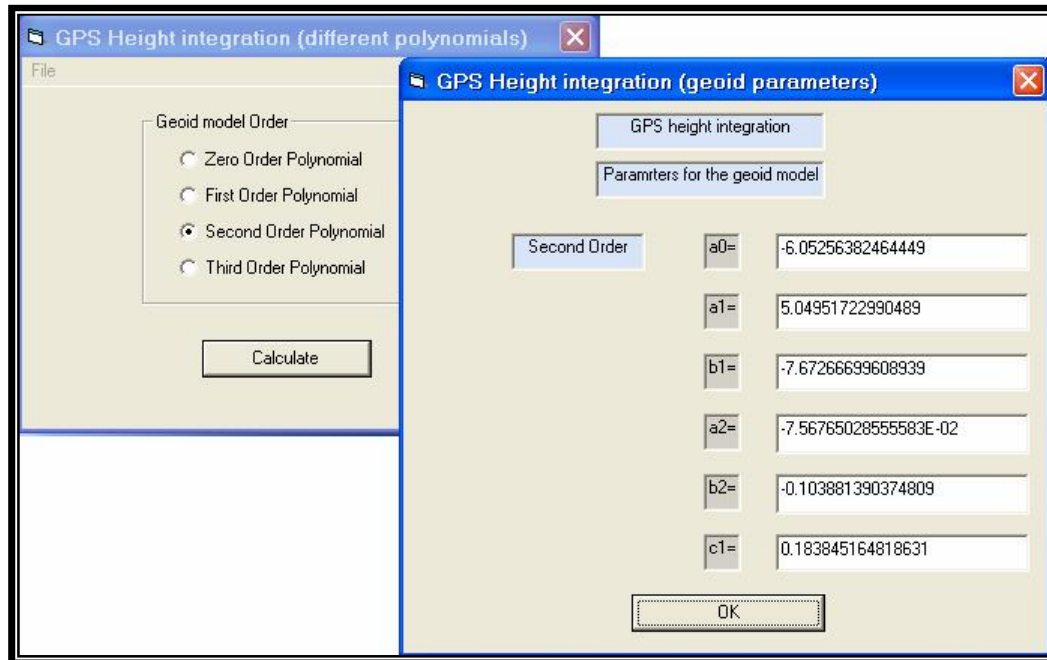 GPS Height integration (different polynomials)
File
Geoid model Order
Zero Order Polynomial
First Order Polynomial
Second Order Polynomial
Third Order Polynomial
Calculate
GPS Height integration (geoid parameters)
GPS height integration
Paramrters for the geoid model
Second Order
a0= -6.05256382464449
a1= 5.04951722990489
b1= -7.67266699608939
a2= -7.56765028555583E-02
b2= -0.103881390374809
c1= 0.183845164818631
OK